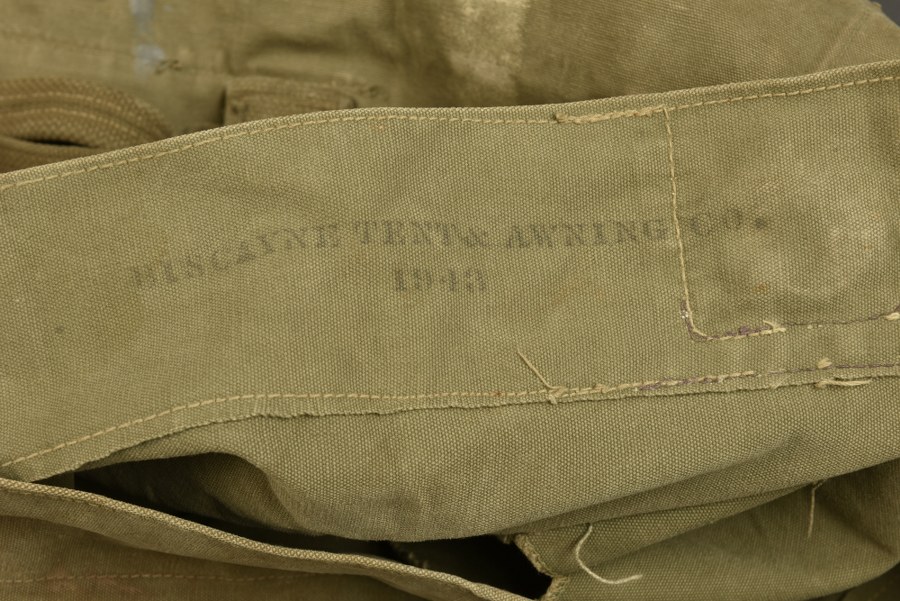 BISCAYNE TENT & AWNING CO.
1943